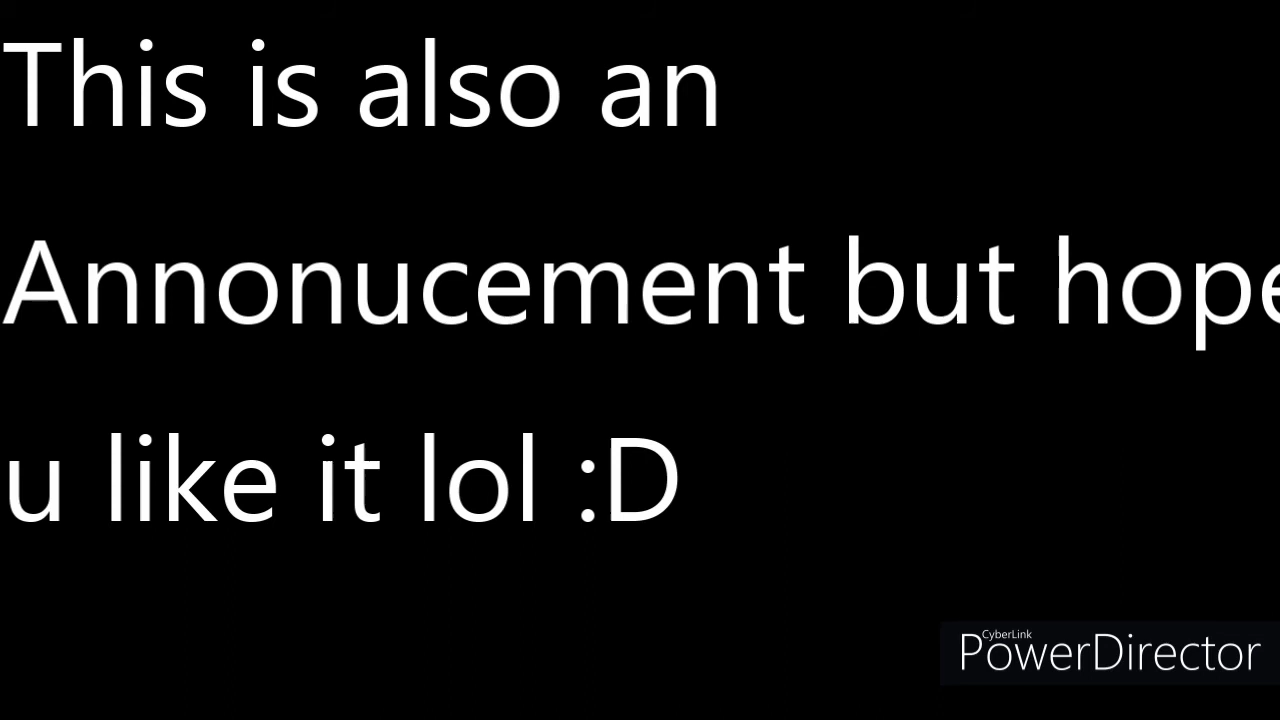 This is also an
Annonucement but hope
u like it lol :D
CyberLink
PowerDirector